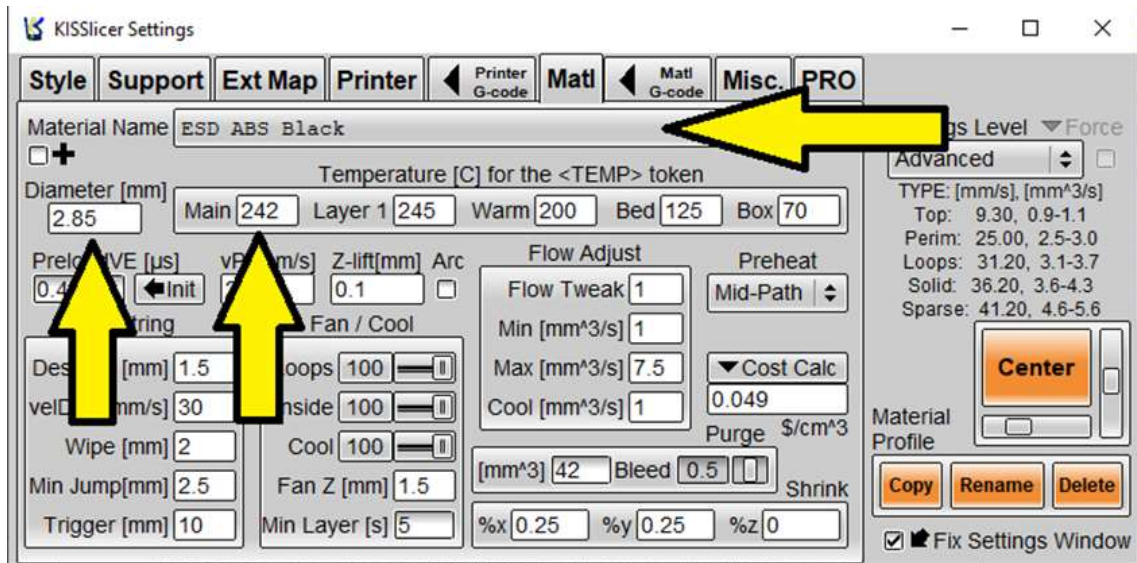 KISSlicer Settings
Style Support Ext Map Printer Printer G-code Matl Matl G-code Misc. PRO
Material Name ESD ABS Black
Force
Advanced
Diameter [mm]
2.85
Temperature [C] for the <TEMP> token
Main 242 Layer 1 245 Warm 200 Bed 125 Box 70
TYPE: [mm/s], [mm^3/s]
Top: 9.30, 0.9-1.1
Perim: 25.00, 2.5-3.0
Loops: 31.20, 3.1-3.7
Solid: 36.20, 3.6-4.3
Sparse: 41.20, 4.6-5.6
[µs]
Init
Z-lift[mm] Arc
0.1
Flow Adjust
Flow Tweak 1
Min [mm^3/s] 1
Max [mm^3/s] 7.5
Cool [mm^3/s] 1
Preheat
Mid-Path
Cost Calc
0.049
$/cm^3
[mm] 1.5
30
Wipe [mm] 2
Min Jump[mm] 2.5
Trigger [mm] 10
Fan / Cool
100
100
Cool 100
Fan Z [mm] 1.5
Min Layer [s] 5
Purge
[mm^3] 42 Bleed 0.5
Shrink
%x 0.25 %y 0.25 %z 0
Center
Material
Profile
Copy Rename Delete
Fix Settings Window